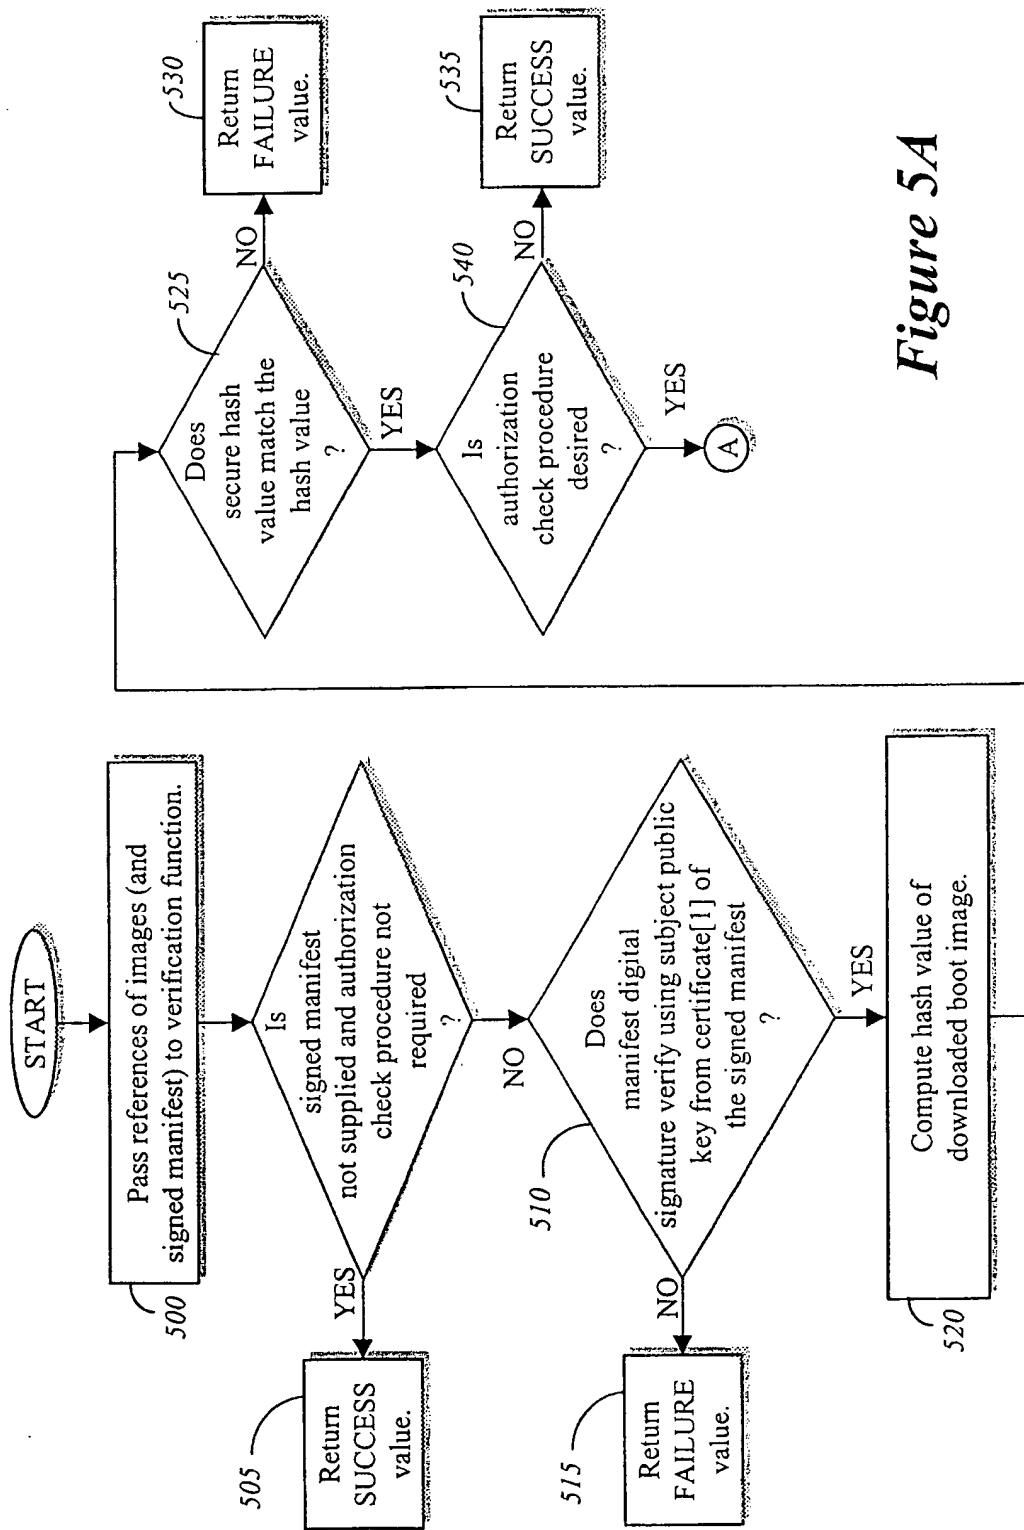 START
500
Pass references of images (and
signed manifest) to verification function.
Is
signed manifest
not supplied and authorization
check procedure not
required
?
YES
505
Return
SUCCESS
value.
NO
510
Does
manifest digital
signature verify using subject public
key from certificate[1] of
the signed manifest
?
NO
515
Return
FAILURE
value.
YES
520
Compute hash value of
downloaded boot image.
525
Does
secure hash
value match the
hash value
?
NO
530
Return
FAILURE
value.
YES
540
Is
authorization
check procedure
desired
?
NO
535
Return
SUCCESS
value.
YES
A
Figure 5A